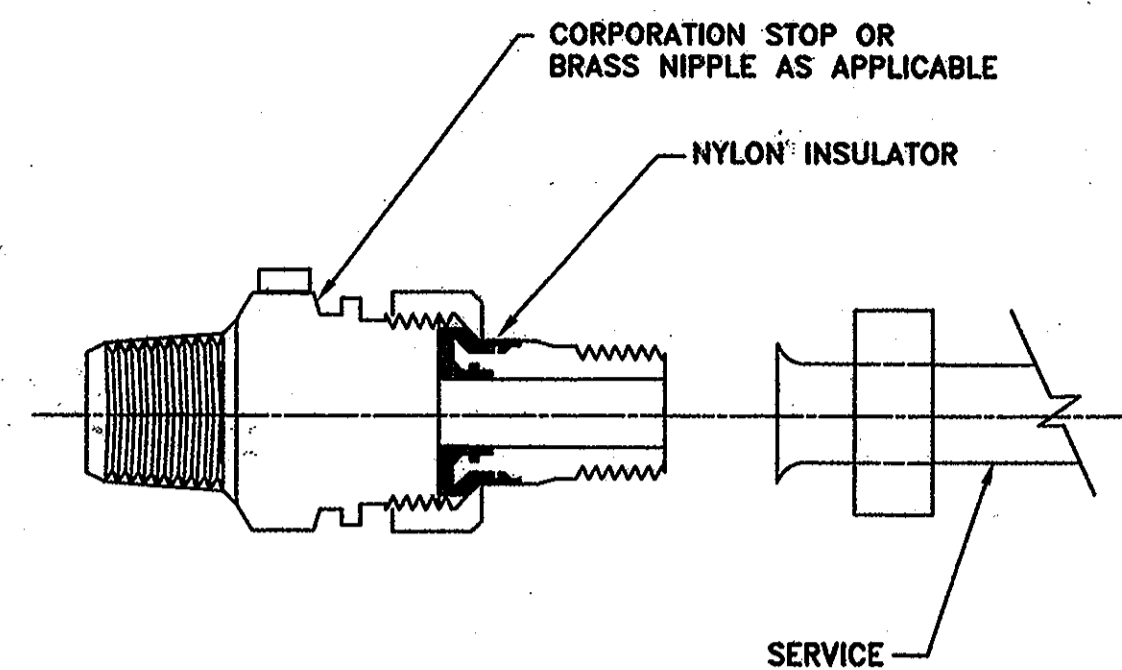 CORPORATION STOP OR
BRASS NIPPLE AS APPLICABLE
NYLON INSULATOR
SERVICE